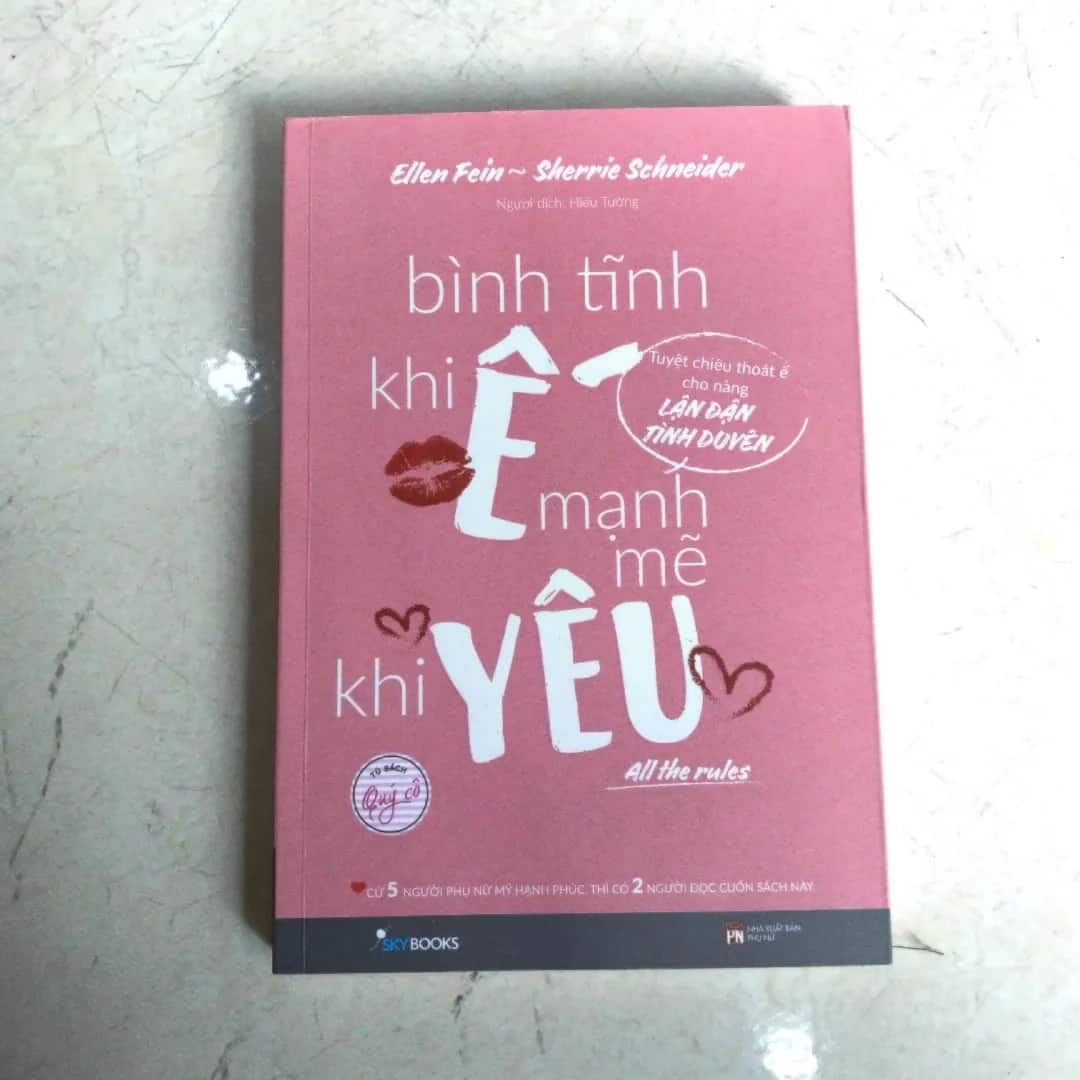 Ellen Fein ~ Sherrie Schneider
Người dịch: Hiếu Tường
bình tĩnh
khi Ế
Tuyệt chiêu thoát ế
cho nàng
LẬN ĐẬN
TÌNH DUYÊN
mạnh
mẽ
khi YÊU
All the rules
TỦ SÁCH
Quý cô
CỨ 5 NGƯỜI PHỤ NỮ MỸ HẠNH PHÚC THÌ CÓ 2 NGƯỜI ĐỌC CUỐN SÁCH NÀY.
SKYBOOKS
PN NHÀ XUẤT BẢN
PHỤ NỮ